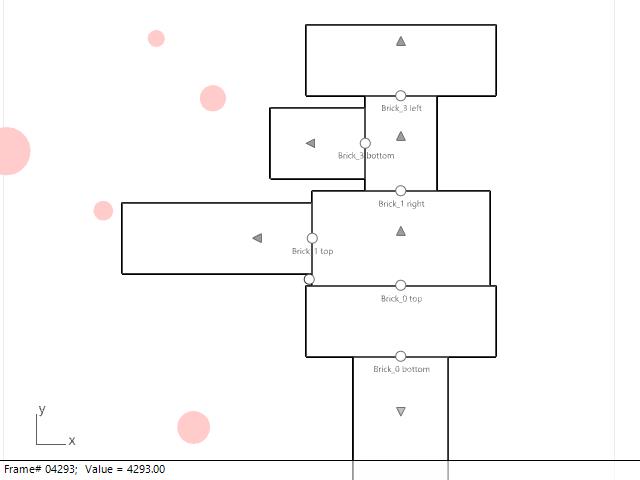 Brick_3 left
Brick_3 bottom
Brick_1 right
Brick_1 top
Brick_0 top
Brick_0 bottom
y
x
Frame# 04293; Value = 4293.00